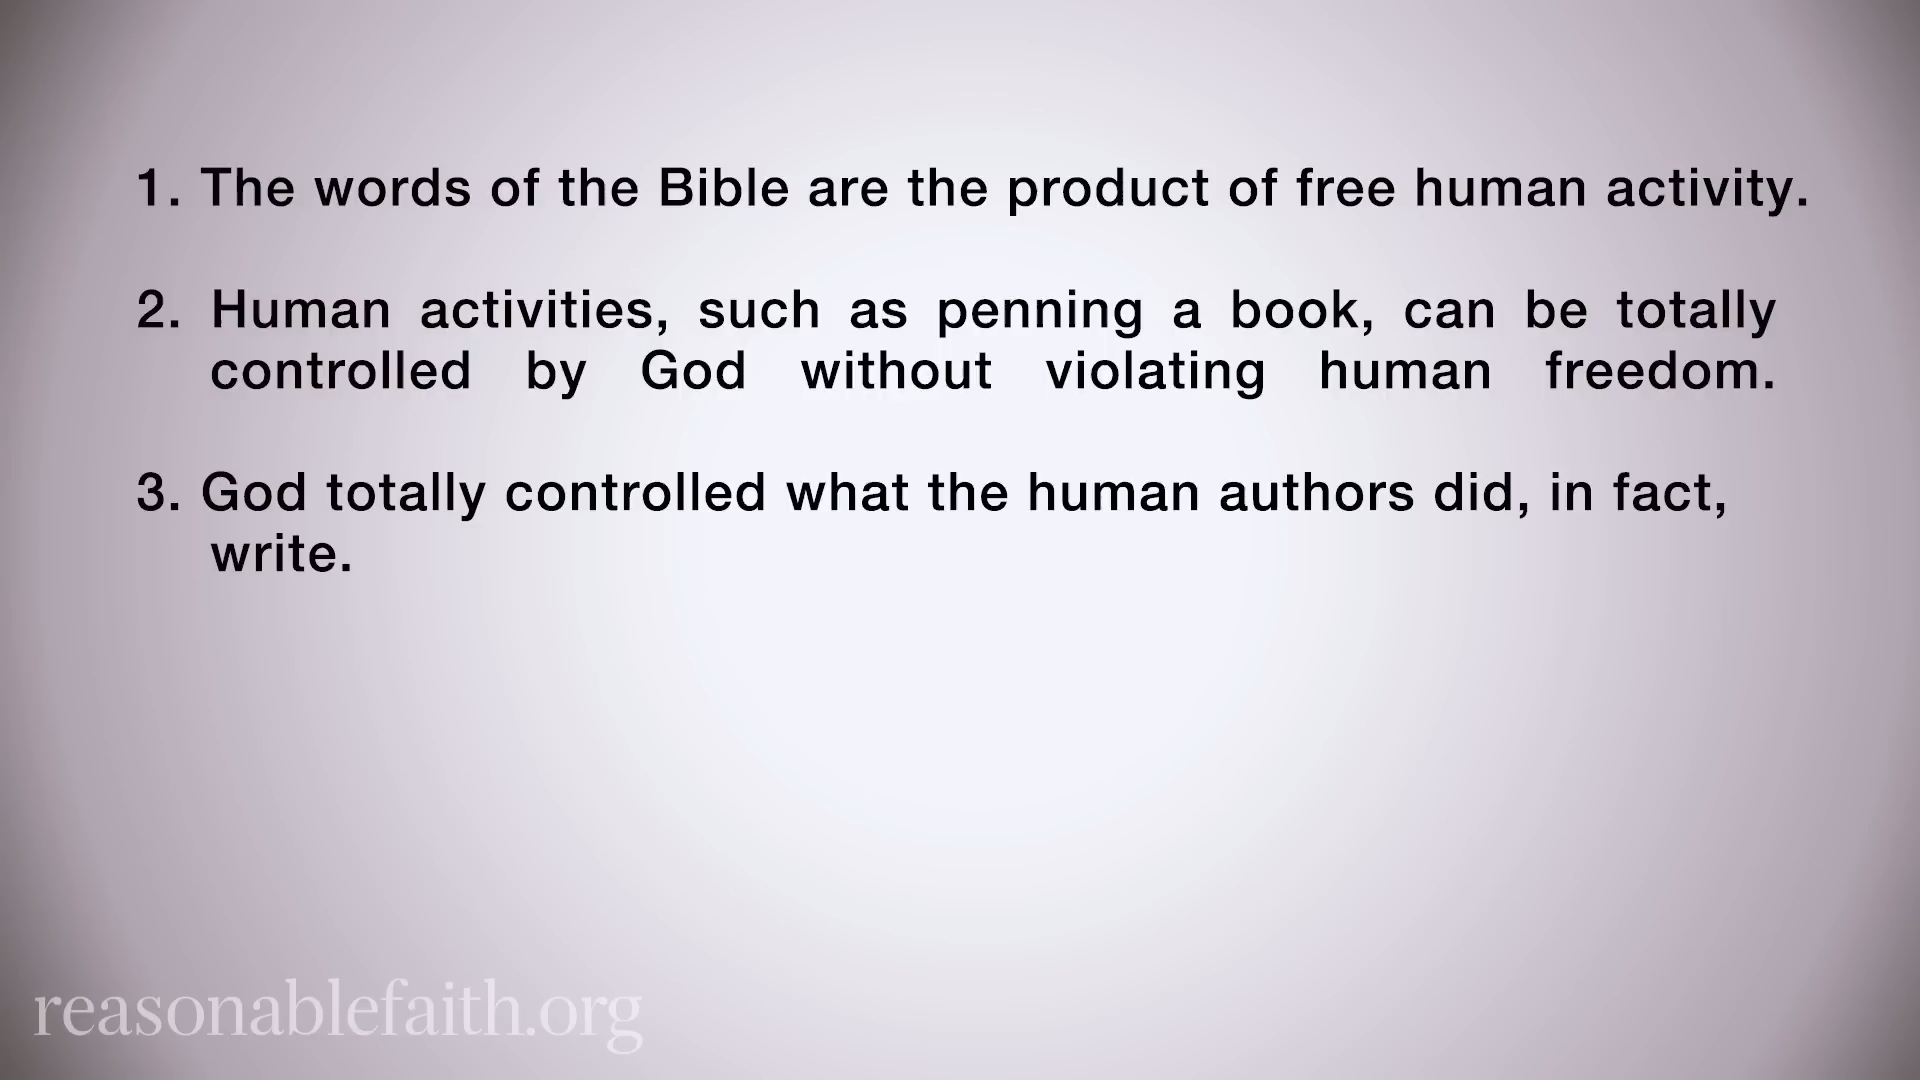 1. The words of the Bible are the product of free human activity.
2. Human activities, such as penning a book, can be totally
controlled by God without violating human freedom.
3. God totally controlled what the human authors did, in fact,
write.
reasonablefaith.org